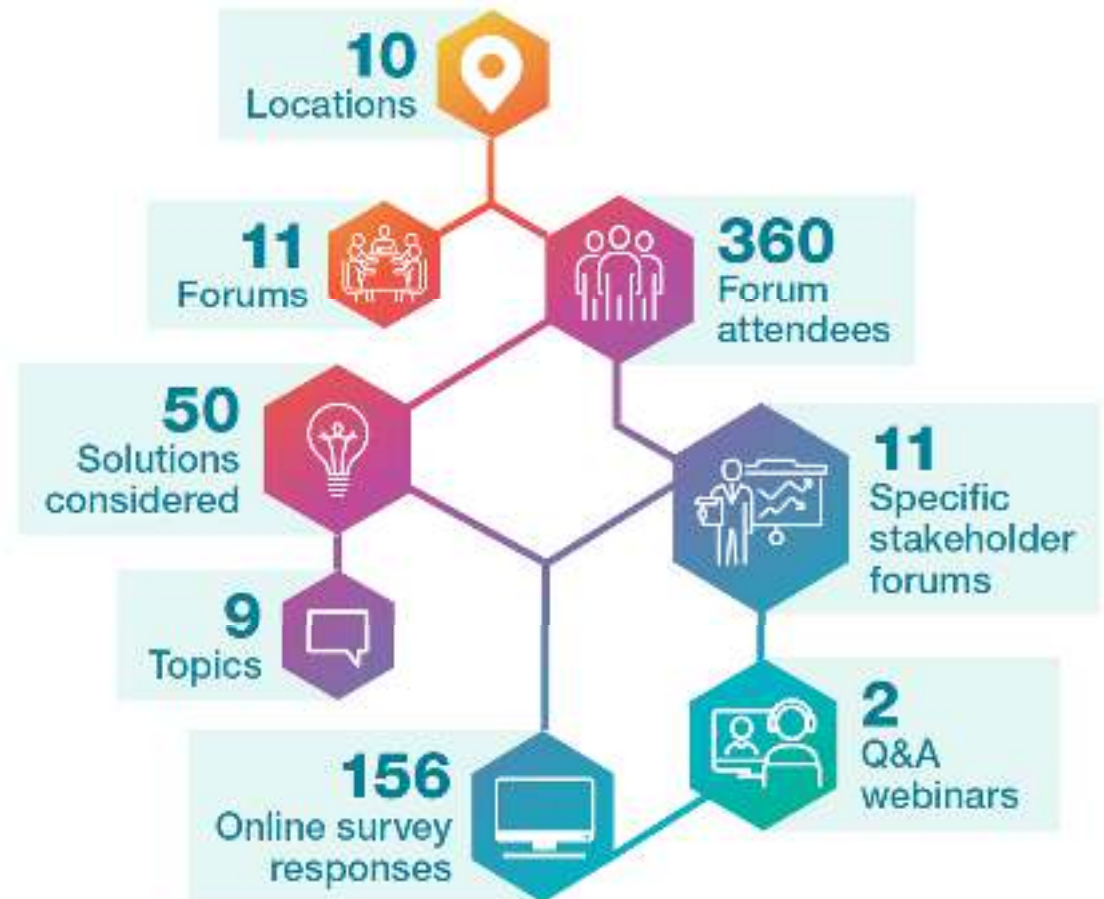 10
Locations
11
Forums
360
Forum
attendees
50
Solutions
considered
11
Specific
stakeholder
forums
9
Topics
2
Q&A
webinars
156
Online survey
responses